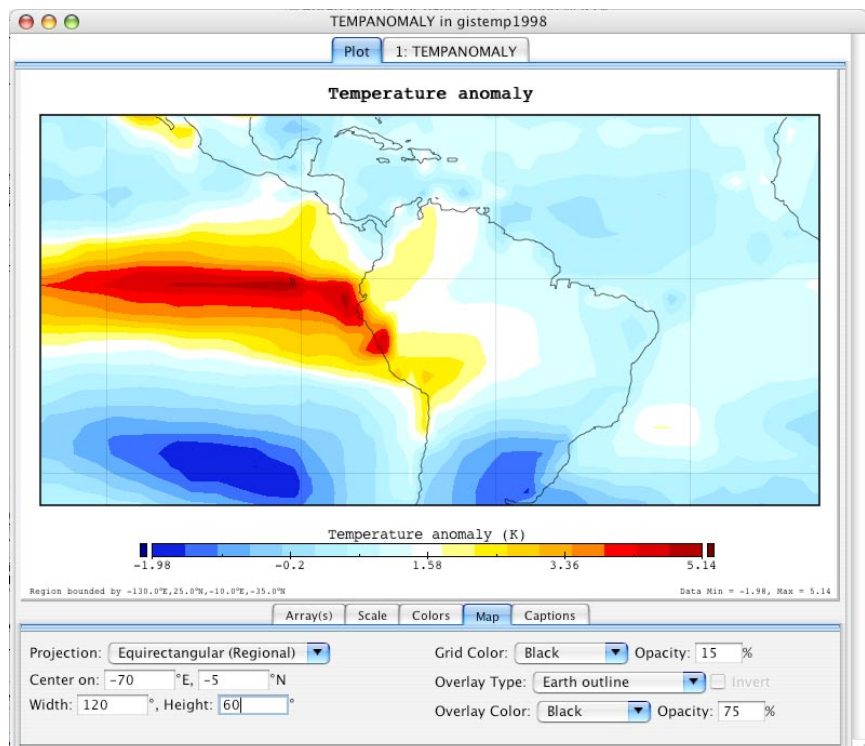 TEMPANOMALY in gistemp1998
Plot 1: TEMPANOMALY
Temperature anomaly
Temperature anomaly (K)
-1.98 -0.2 1.58 3.36 5.14
Region bounded by -130.0°E,25.0°N,-10.0°E,-35.0°N Data Min = -1.98, Max = 5.14
Array(s) Scale Colors Map Captions
Projection: Equirectangular (Regional) Grid Color: Black Opacity: 15 %
Center on: -70 °E, -5 °N Overlay Type: Earth outline Invert
Width: 120 °, Height: 60 ° Overlay Color: Black Opacity: 75 %